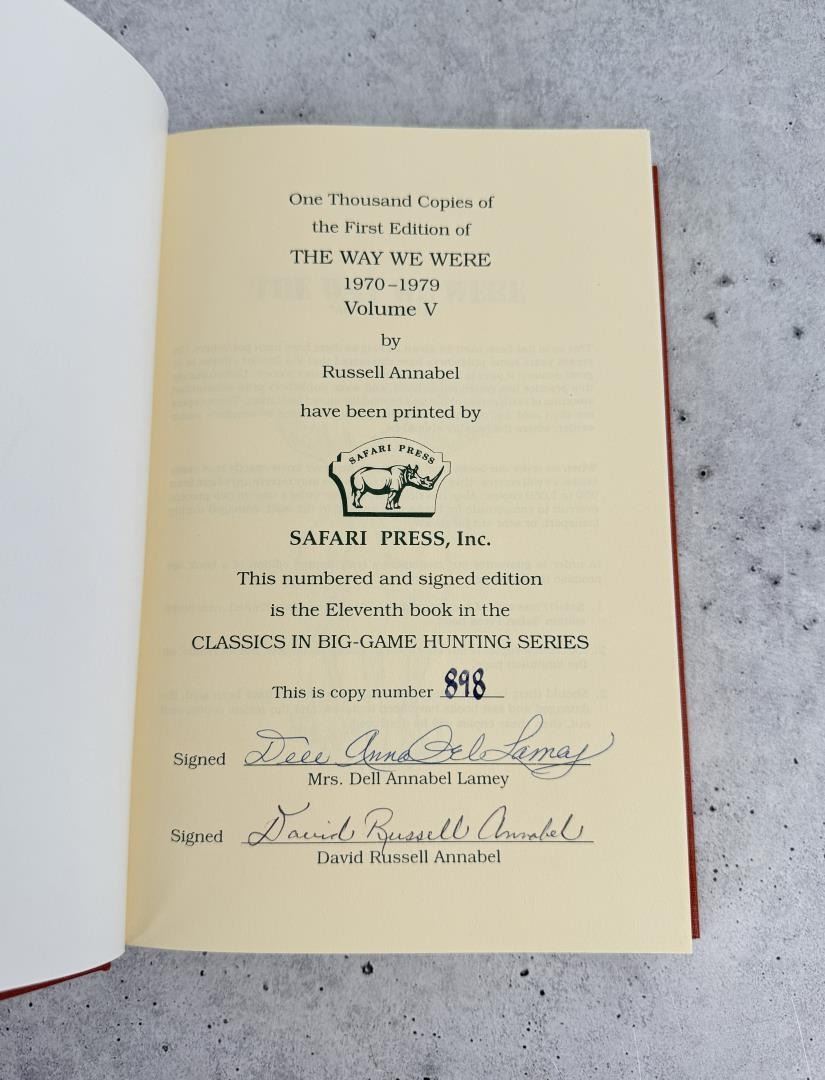 One Thousand Copies of
the First Edition of
THE WAY WE WERE
1970–1979
Volume V
by
Russell Annabel
have been printed by
SAFARI PRESS
SAFARI PRESS, Inc.
This numbered and signed edition
is the Eleventh book in the
CLASSICS IN BIG-GAME HUNTING SERIES
This is copy number 898
Signed Dell Annabel Lamey
Mrs. Dell Annabel Lamey
Signed David Russell Annabel
David Russell Annabel